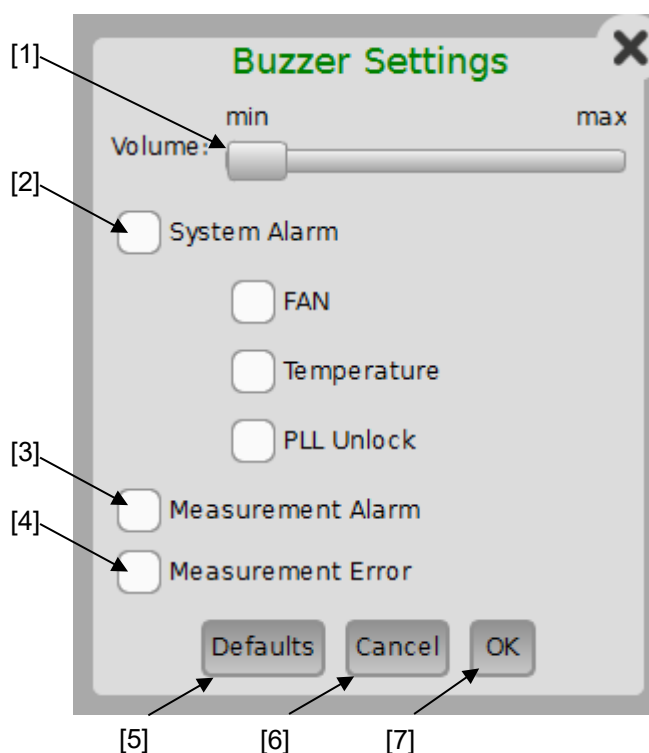 [1]
Buzzer Settings
min max
Volume:
[2]
System Alarm
FAN
Temperature
PLL Unlock
[3]
Measurement Alarm
[4]
Measurement Error
Defaults Cancel OK
[5] [6] [7]